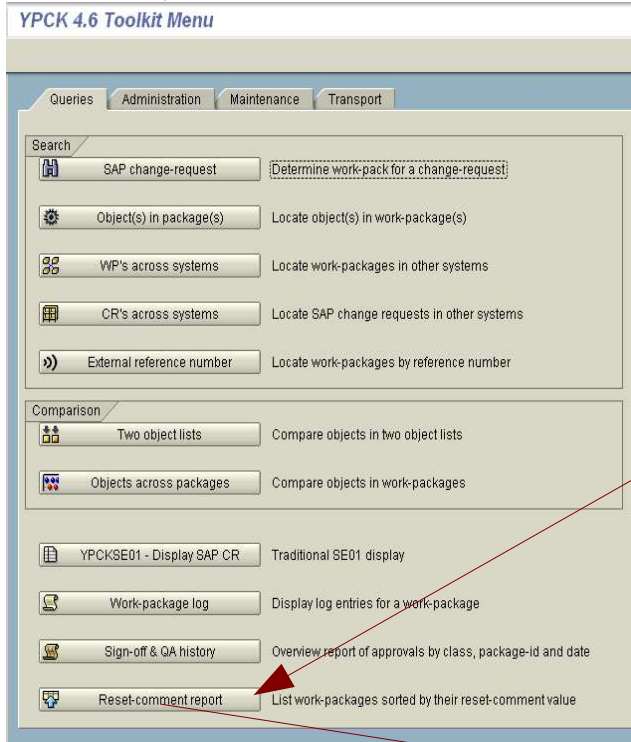 YPCK 4.6 Toolkit Menu
Queries Administration Maintenance Transport
Search
SAP change-request Determine work-pack for a change-request
Object(s) in package(s) Locate object(s) in work-package(s)
WP's across systems Locate work-packages in other systems
CR's across systems Locate SAP change requests in other systems
External reference number Locate work-packages by reference number
Comparison
Two object lists Compare objects in two object lists
Objects across packages Compare objects in work-packages
YPCKSE01 - Display SAP CR Traditional SE01 display
Work-package log Display log entries for a work-package
Sign-off & QA history Overview report of approvals by class, package-id and date
Reset-comment report List work-packages sorted by their reset-comment value